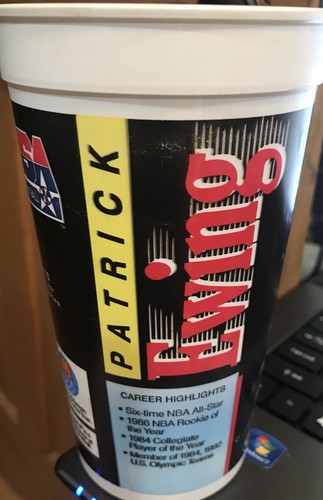 SA
PATRICK
Ewing
CAREER HIGHLIGHTS
• Six-time NBA All-Star
• 1986 NBA Rookie of
the Year
• 1984 Collegiate
Player of the Year
• Member of 1984, 1992
U.S. Olympic Teams